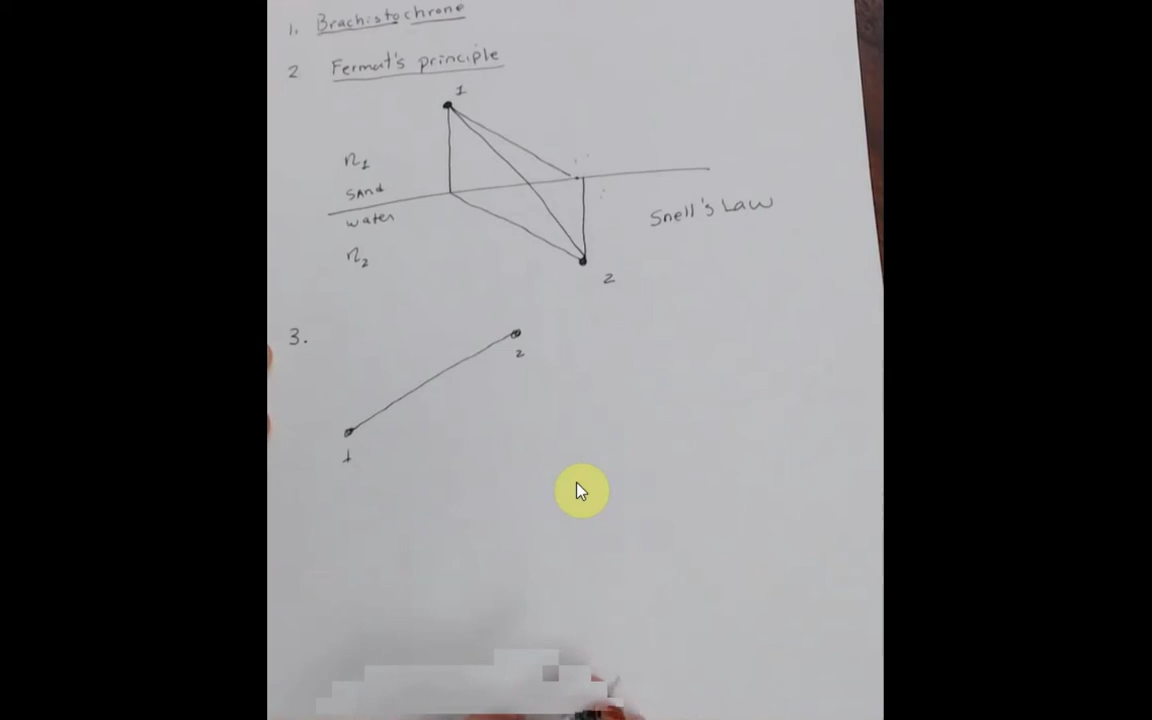 1. Brachistochrone
2 Fermat's principle
1
n1
sand
water
n2
Snell's Law
2
3.
2
1